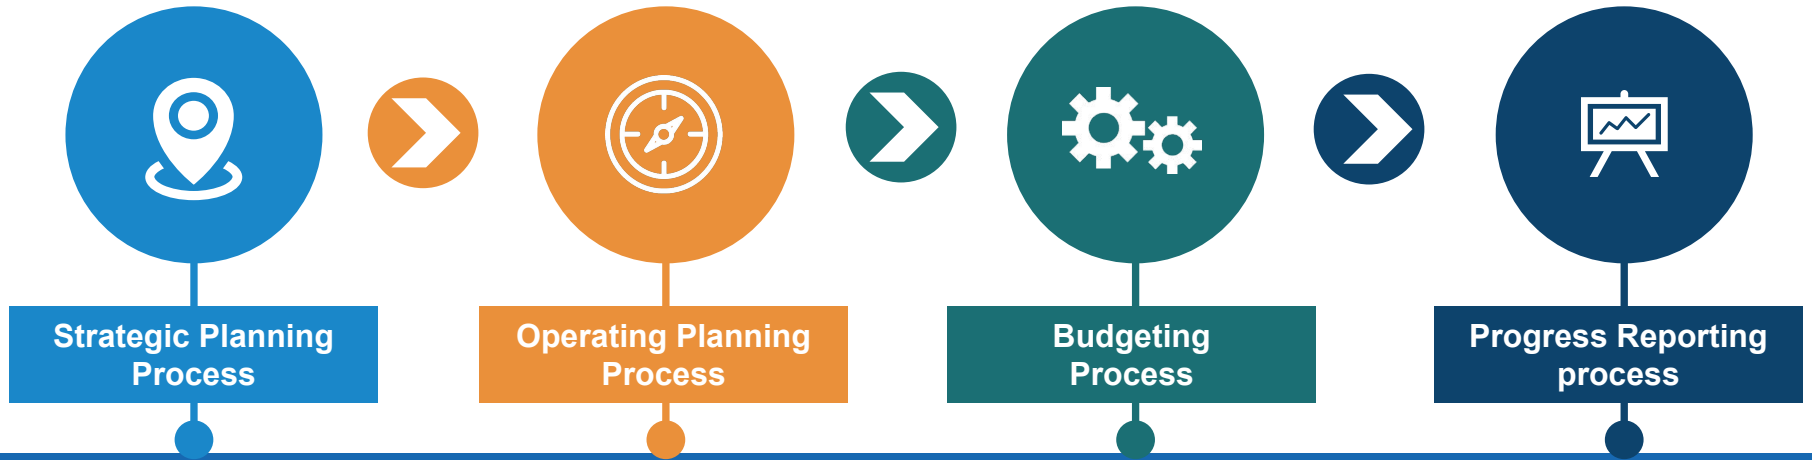 Strategic Planning
Process
Operating Planning
Process
Budgeting
Process
Progress Reporting
process